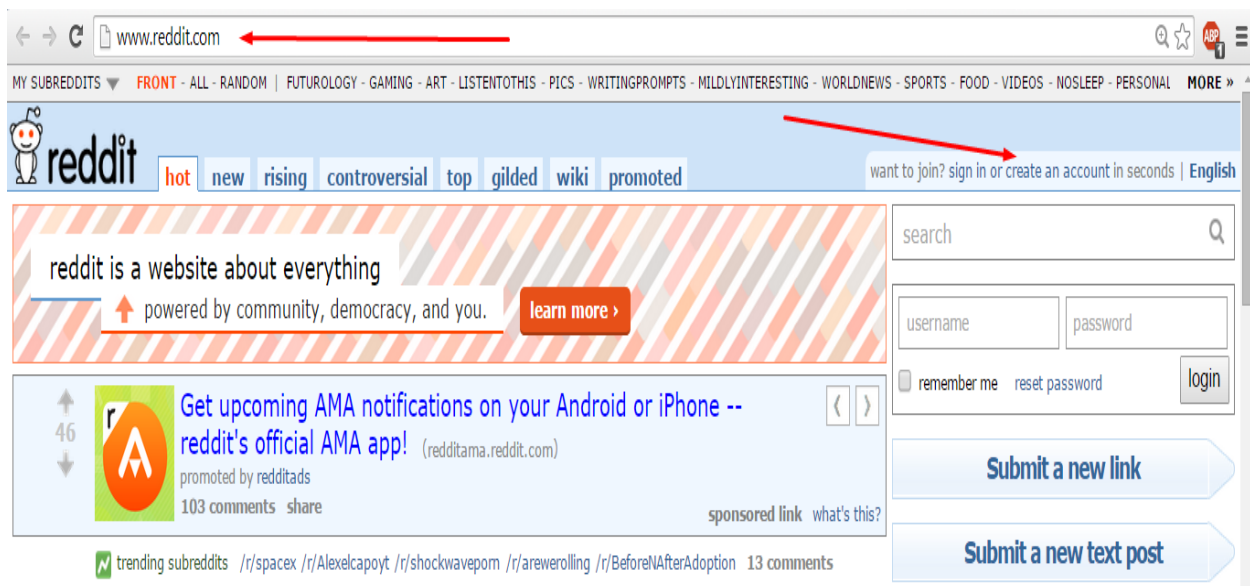 www.reddit.com
ABP
1
MY SUBREDDITS FRONT - ALL - RANDOM | FUTUROLOGY - GAMING - ART - LISTENTOTHIS - PICS - WRITINGPROMPTS - MILDLYINTERESTING - WORLDNEWS - SPORTS - FOOD - VIDEOS - NOSLEEP - PERSONAL MORE »
reddit hot new rising controversial top gilded wiki promoted
want to join? sign in or create an account in seconds | English
reddit is a website about everything
powered by community, democracy, and you.
learn more ›
search
username password
remember me reset password login
46
r
Get upcoming AMA notifications on your Android or iPhone --
reddit's official AMA app! (redditama.reddit.com)
promoted by redditads
103 comments share
sponsored link what's this?
Submit a new link
Submit a new text post
trending subreddits /r/spacex /r/Alexelcapoyt /r/shockwaveporn /r/arewerolling /r/BeforeNAfterAdoption 13 comments